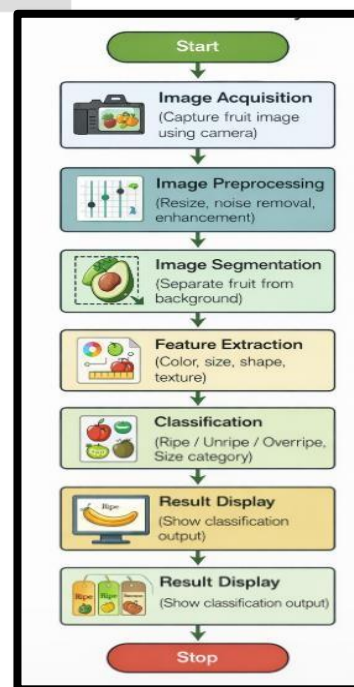 Start
Image Acquisition
(Capture fruit image
using camera)
Image Preprocessing
(Resize, noise removal,
enhancement)
Image Segmentation
(Separate fruit from
background)
Feature Extraction
(Color, size, shape,
texture)
Classification
(Ripe / Unripe / Overripe,
Size category)
Ripe
Result Display
(Show classification
output)
Ripe Ripe
Result Display
(Show classification output)
Stop